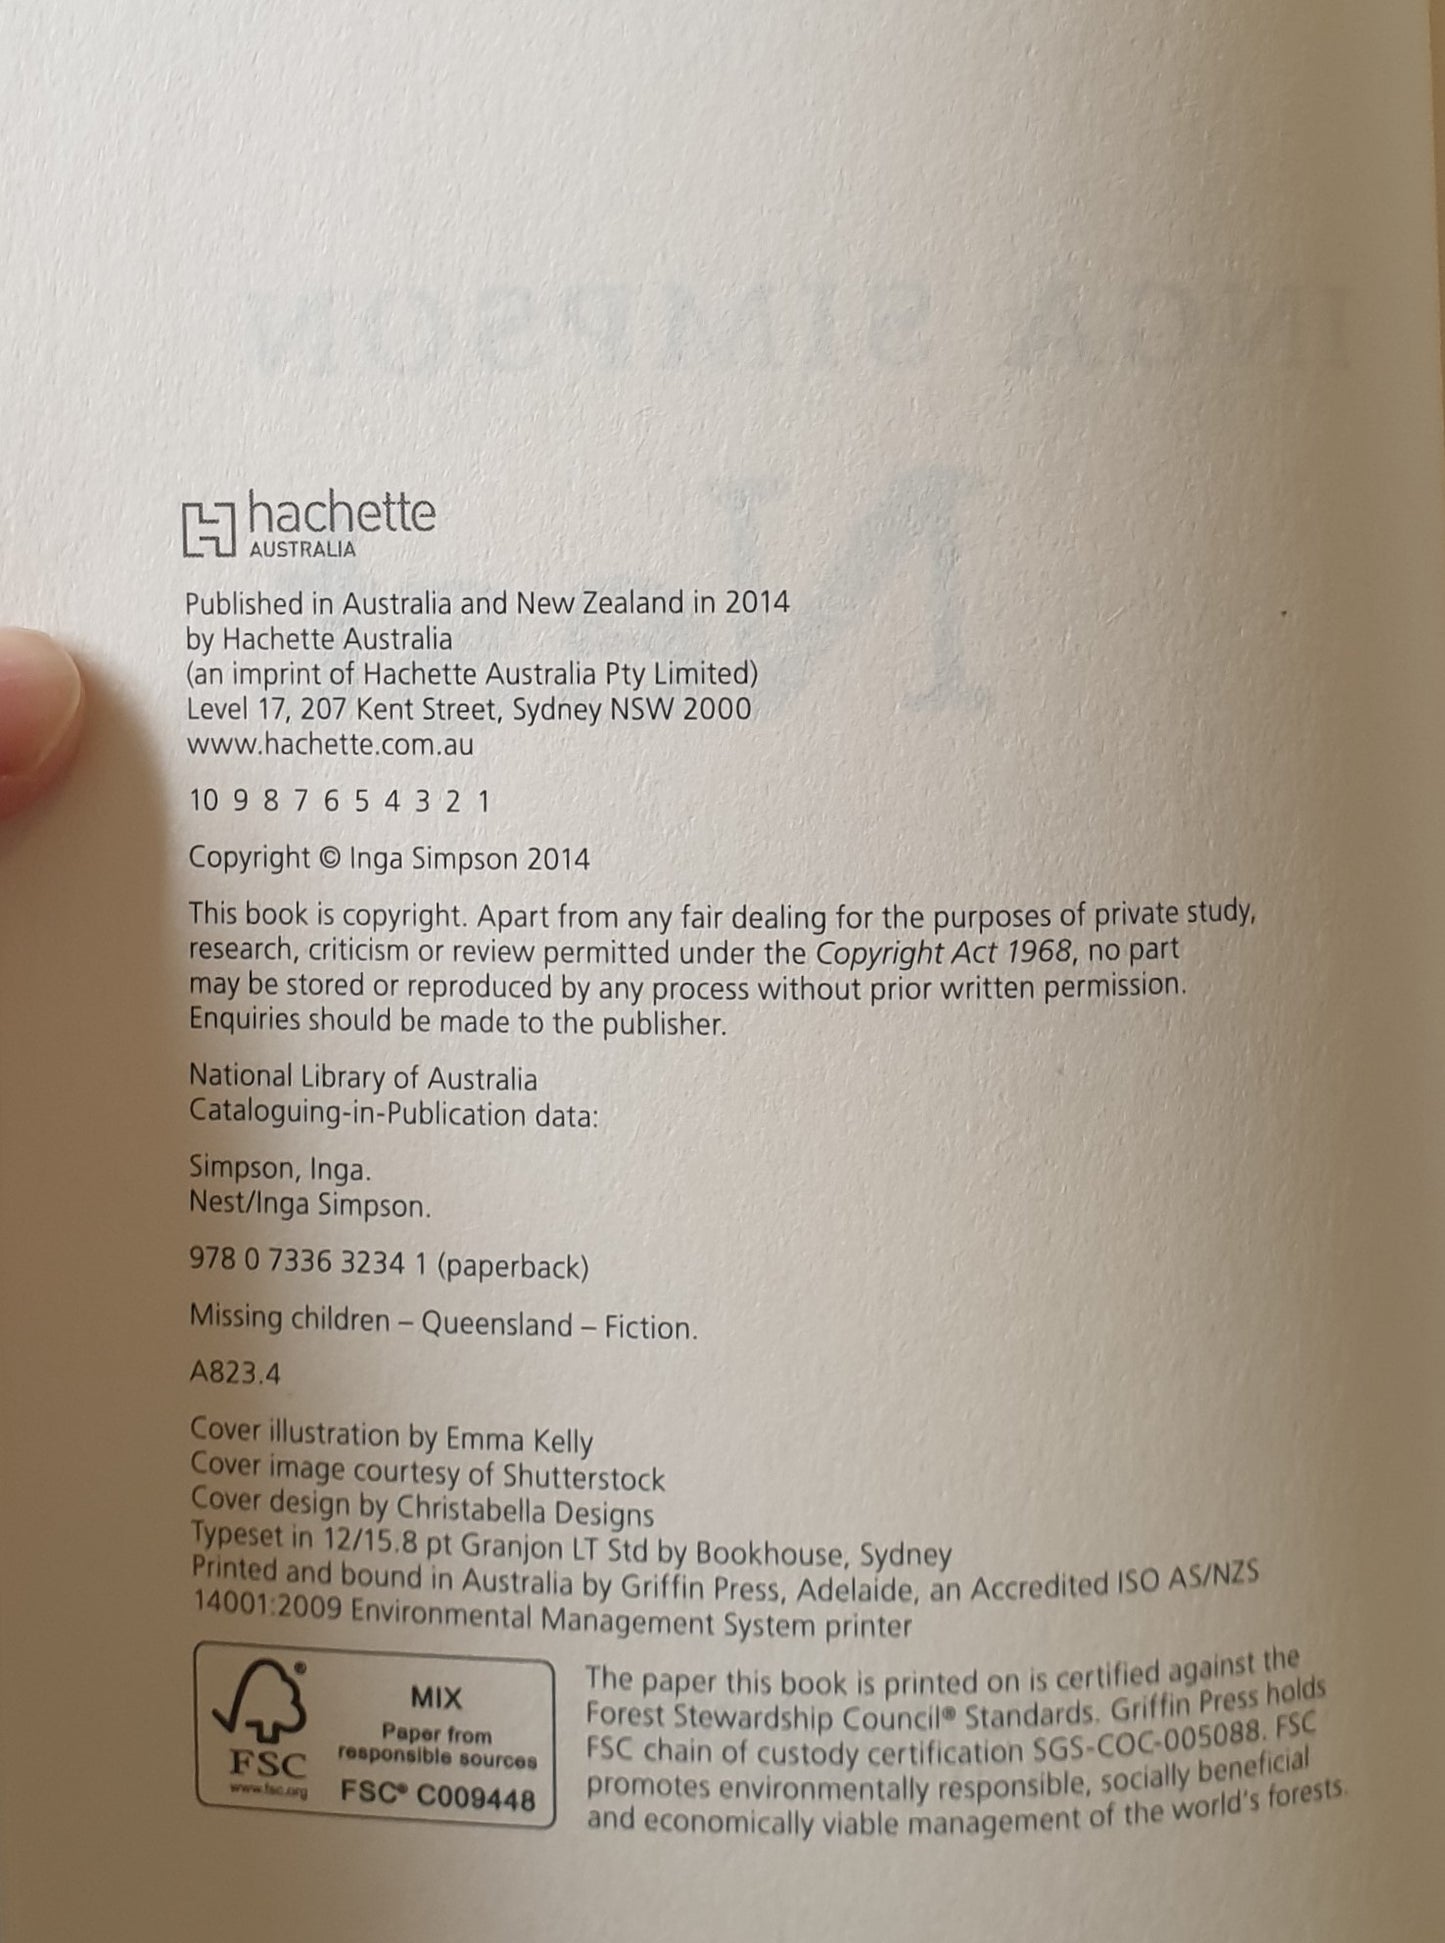 INGA SIMPSON
N
hachette
AUSTRALIA
Published in Australia and New Zealand in 2014
by Hachette Australia
(an imprint of Hachette Australia Pty Limited)
Level 17, 207 Kent Street, Sydney NSW 2000
www.hachette.com.au
10 9 8 7 6 5 4 3 2 1
Copyright © Inga Simpson 2014
This book is copyright. Apart from any fair dealing for the purposes of private study,
research, criticism or review permitted under the Copyright Act 1968, no part
may be stored or reproduced by any process without prior written permission.
Enquiries should be made to the publisher.
National Library of Australia
Cataloguing-in-Publication data:
Simpson, Inga.
Nest/Inga Simpson.
978 0 7336 3234 1 (paperback)
Missing children – Queensland – Fiction.
A823.4
Cover illustration by Emma Kelly
Cover image courtesy of Shutterstock
Cover design by Christabella Designs
Typeset in 12/15.8 pt Granjon LT Std by Bookhouse, Sydney
Printed and bound in Australia by Griffin Press, Adelaide, an Accredited ISO AS/NZS
14001:2009 Environmental Management System printer
®
FSC
www.fsc.org
MIX
Paper from
responsible sources
FSC® C009448
The paper this book is printed on is certified against the
Forest Stewardship Council® Standards. Griffin Press holds
FSC chain of custody certification SGS-COC-005088. FSC
promotes environmentally responsible, socially beneficial
and economically viable management of the world's forests.